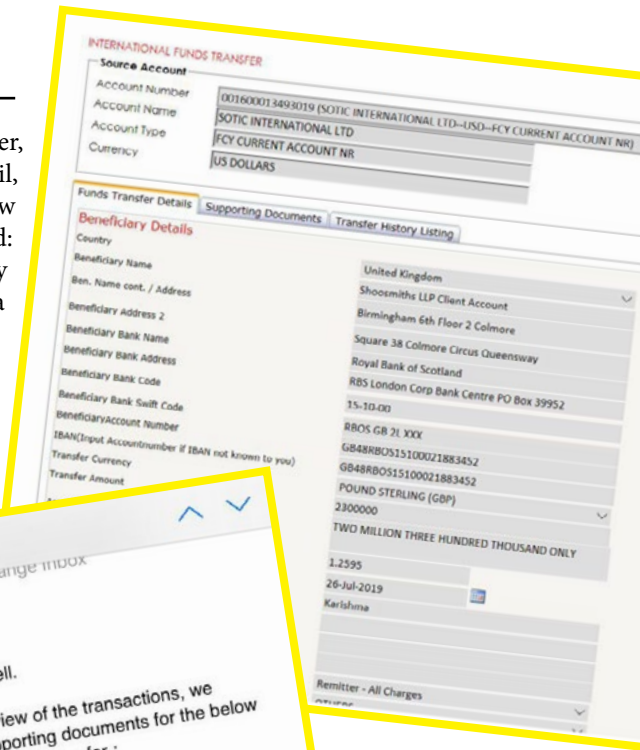 er,
il,
w
d:
y
a
INTERNATIONAL FUNDS TRANSFER
Source Account
Account Number 001600013493019 (SOTIC INTERNATIONAL LTD--USD--FCY CURRENT ACCOUNT NR)
Account Name SOTIC INTERNATIONAL LTD
Account Type FCY CURRENT ACCOUNT NR
Currency US DOLLARS
Funds Transfer Details Supporting Documents Transfer History Listing
Beneficiary Details
Country United Kingdom
Beneficiary Name Shoosmiths LLP Client Account
Ben. Name cont. / Address Birmingham 6th Floor 2 Colmore
Beneficiary Address 2 Square 38 Colmore Circus Queensway
Beneficiary Bank Name Royal Bank of Scotland
Beneficiary Bank Address RBS London Corp Bank Centre PO Box 39952
Beneficiary Bank Code 15-10-00
Beneficiary Bank Swift Code RBOS GB 2L XXX
BeneficiaryAccount Number GB48RBOS15100021883452
IBAN(Input Accountnumber if IBAN not known to you) GB48RBOS15100021883452
Transfer Currency POUND STERLING (GBP)
Transfer Amount 2300000
TWO MILLION THREE HUNDRED THOUSAND ONLY
1.2595
26-Jul-2019
Karishma
Remitter - All Charges
OTHERS
ange Inbox
ell.
iew of the transactions, we
porting documents for the below